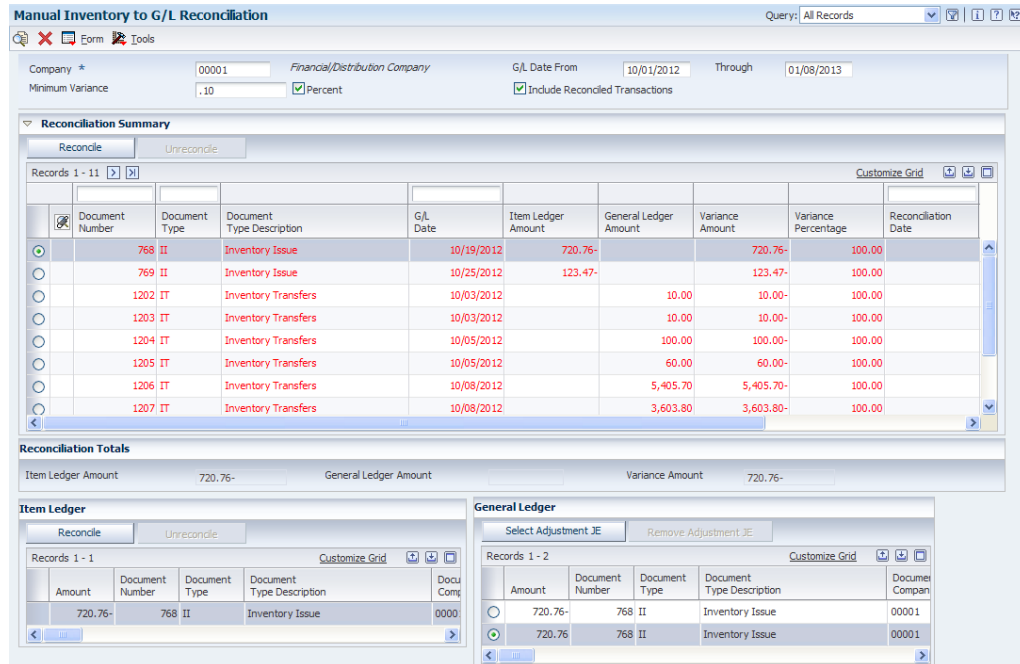 Manual Inventory to G/L Reconciliation Query: All Records
Form Tools
Company * 00001 Financial/Distribution Company G/L Date From 10/01/2012 Through 01/08/2013
Minimum Variance .10 Percent Include Reconciled Transactions
Reconciliation Summary
Reconcile Unreconcile
Records 1 - 11 Customize Grid
Document Number Document Type Document Type Description G/L Date Item Ledger Amount General Ledger Amount Variance Amount Variance Percentage Reconciliation Date
768 II Inventory Issue 10/19/2012 720.76- 720.76- 100.00
769 II Inventory Issue 10/25/2012 123.47- 123.47- 100.00
1202 IT Inventory Transfers 10/03/2012 10.00 10.00- 100.00
1203 IT Inventory Transfers 10/03/2012 10.00 10.00- 100.00
1204 IT Inventory Transfers 10/05/2012 100.00 100.00- 100.00
1205 IT Inventory Transfers 10/05/2012 60.00 60.00- 100.00
1206 IT Inventory Transfers 10/08/2012 5,405.70 5,405.70- 100.00
1207 IT Inventory Transfers 10/08/2012 3,603.80 3,603.80- 100.00
Reconciliation Totals
Item Ledger Amount 720.76- General Ledger Amount Variance Amount 720.76-
Item Ledger
Reconcile Unreconcile
Records 1 - 1 Customize Grid
Amount Document Number Document Type Document Type Description Docu Comp
720.76- 768 II Inventory Issue 0000
General Ledger
Select Adjustment JE Remove Adjustment JE
Records 1 - 2 Customize Grid
Amount Document Number Document Type Document Type Description Documen Compan
720.76- 768 II Inventory Issue 00001
720.76 768 II Inventory Issue 00001